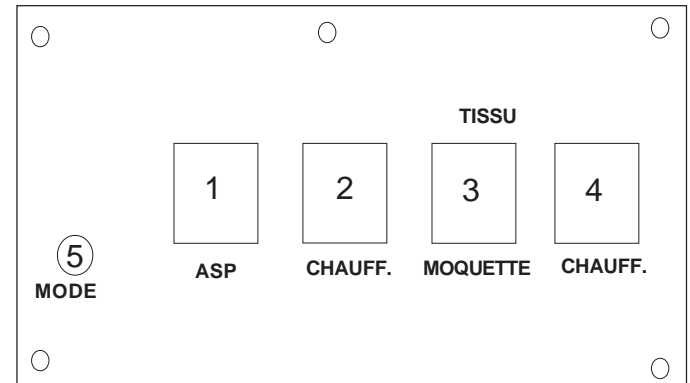 TISSU
1 2 3 4
5
ASP CHAUFF. MOQUETTE CHAUFF.
MODE